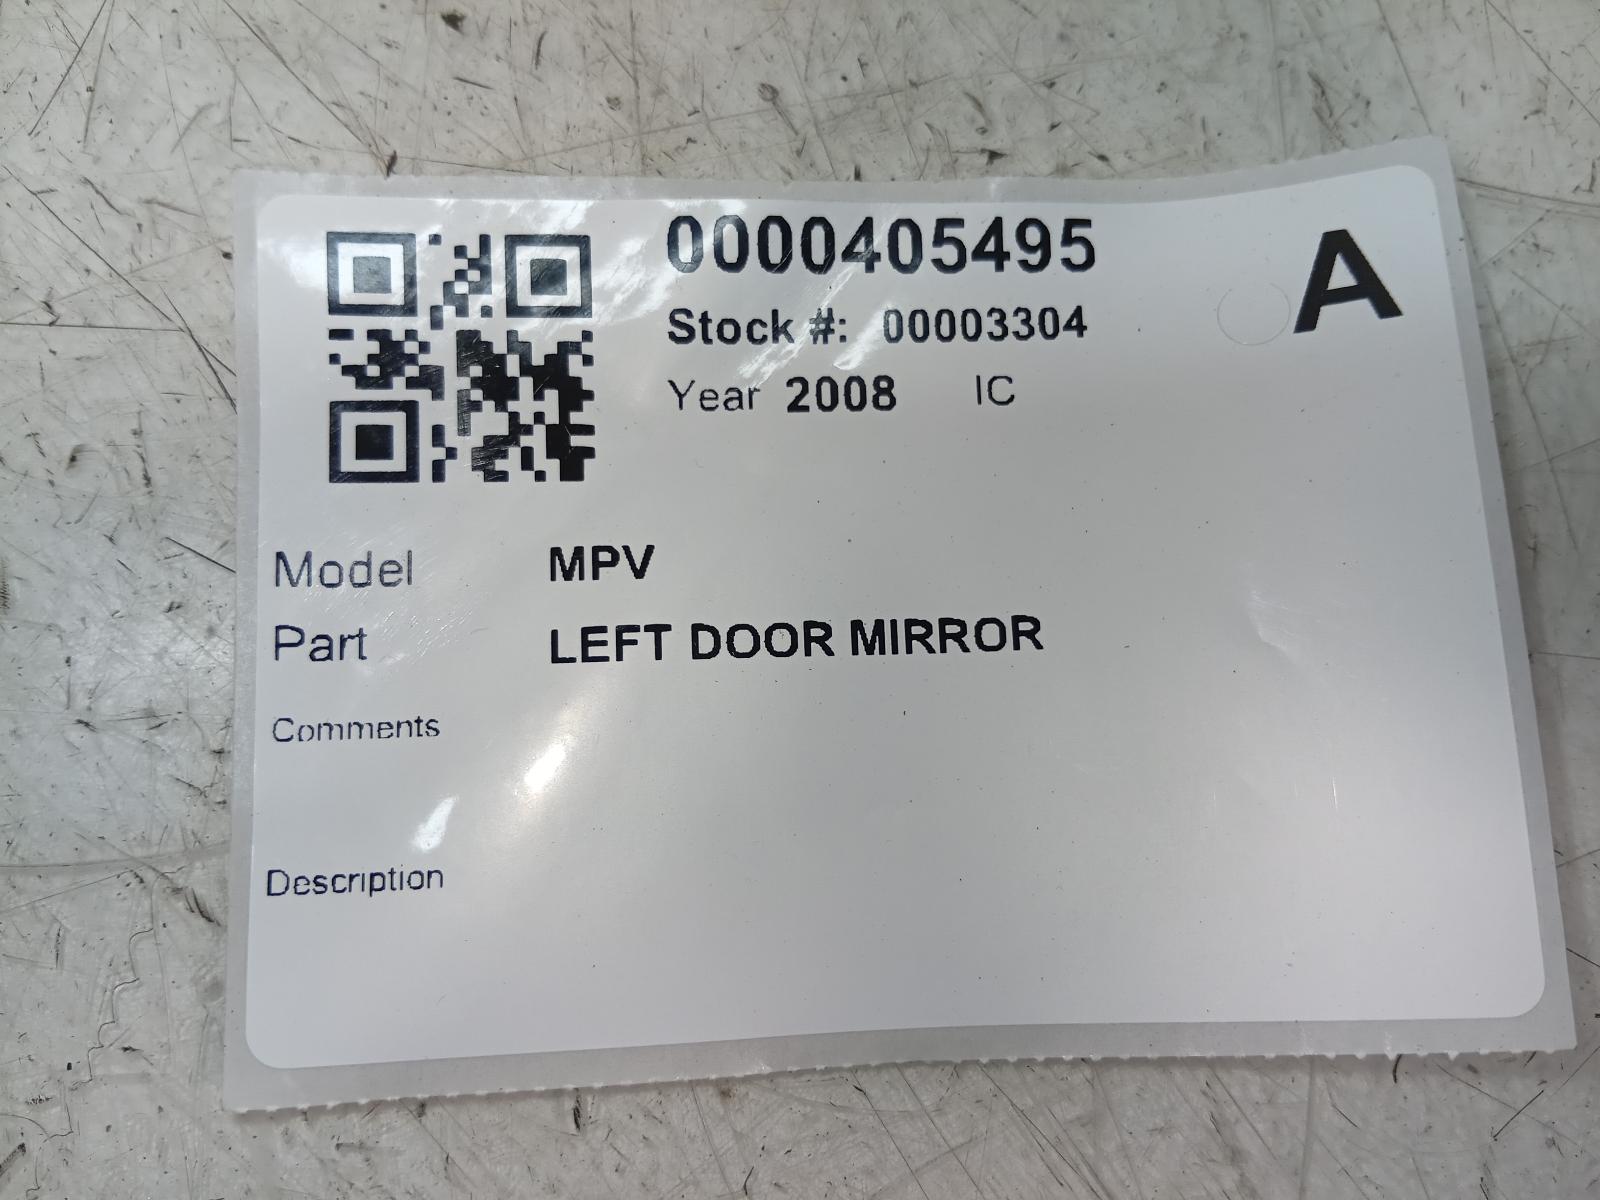 0000405495
A
Stock #: 00003304
Year 2008 IC
Model MPV
Part LEFT DOOR MIRROR
Comments
Description